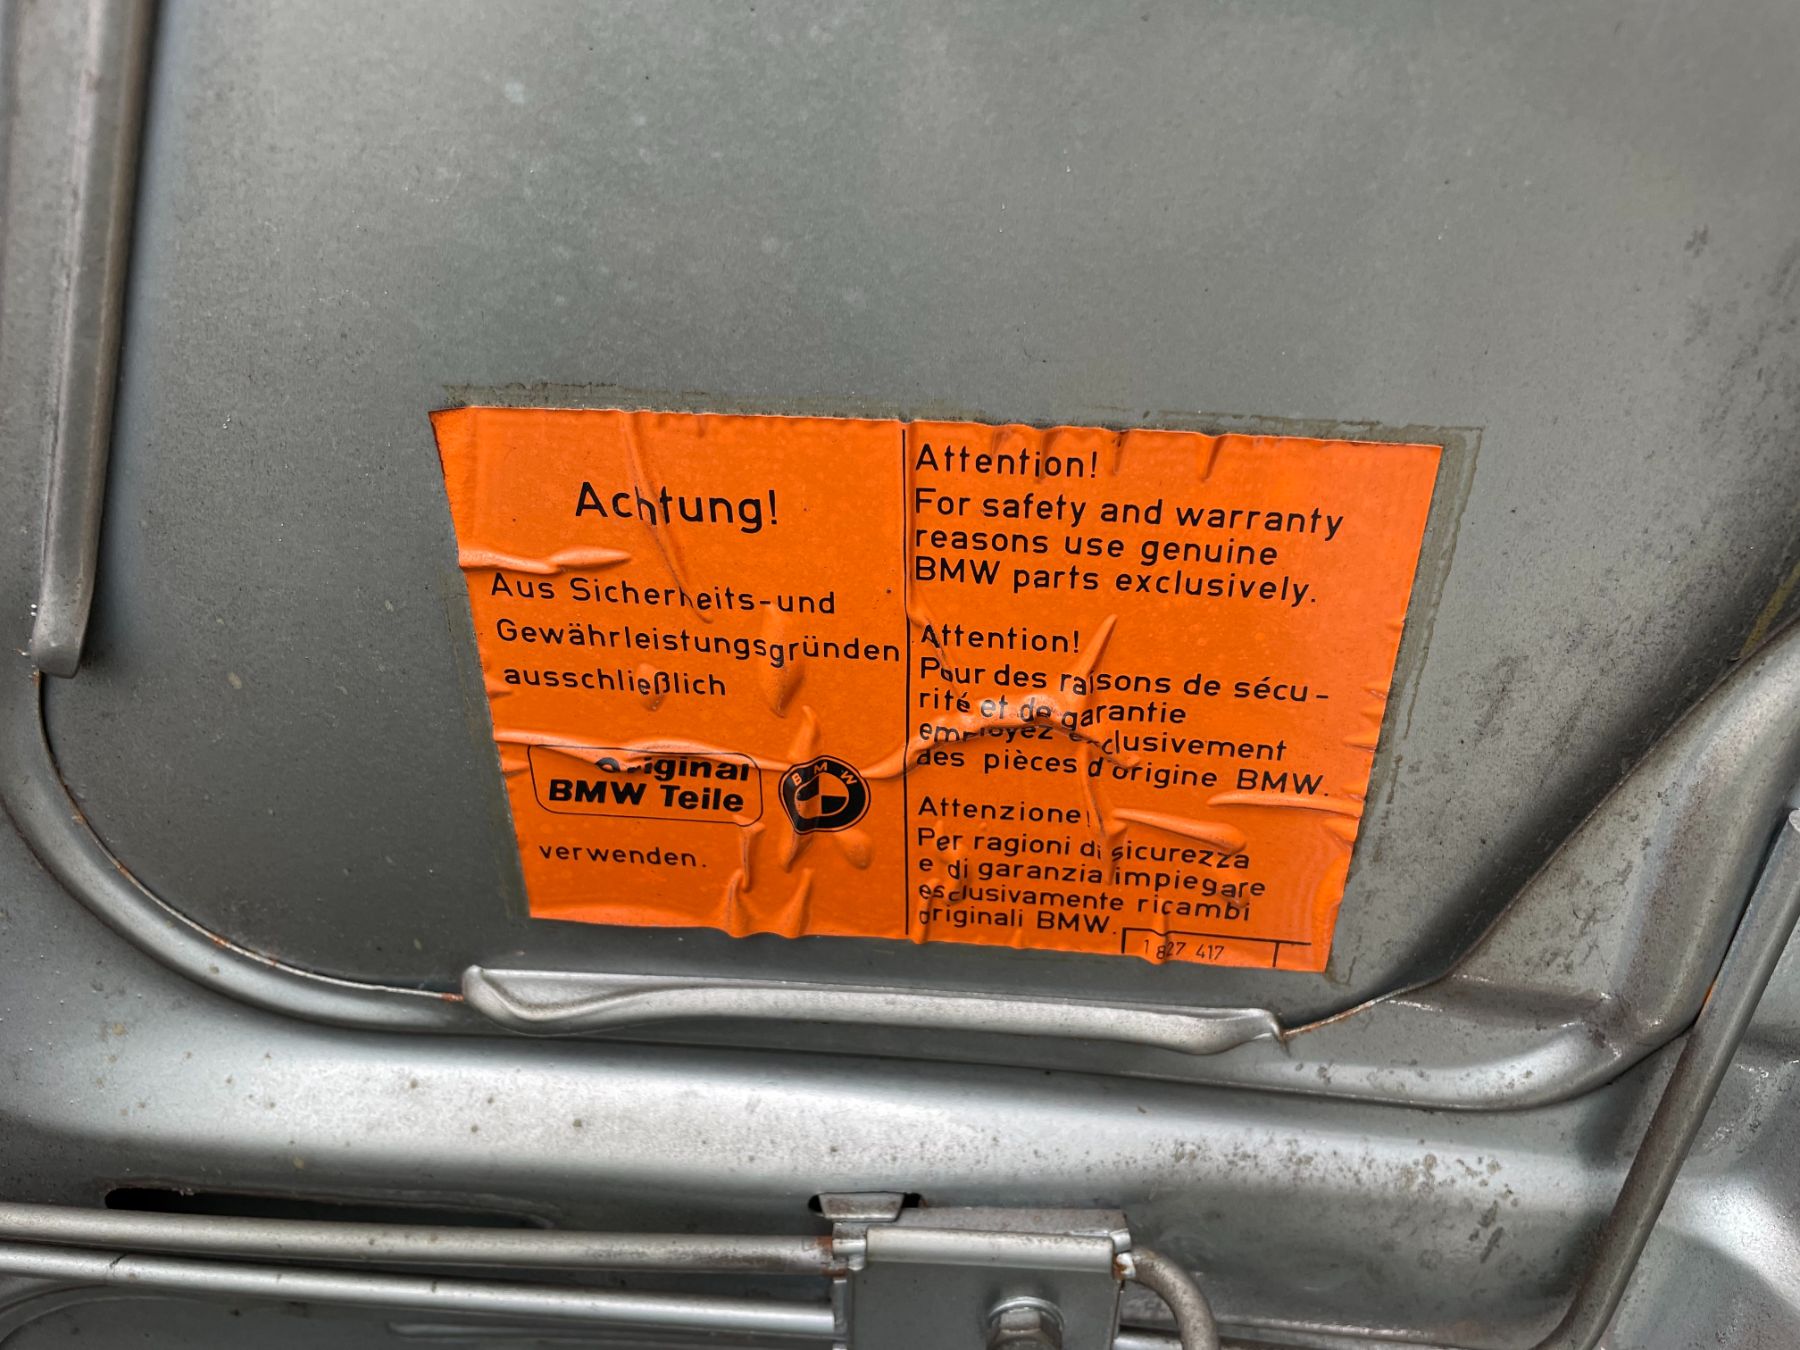 Achtung!
Aus Sicherheits-und
Gewährleistungsgründen
ausschließlich
Original
BMW Teile
BMW
verwenden.
Attention!
For safety and warranty
reasons use genuine
BMW parts exclusively.
Attention!
Pour des raisons de sécu-
rité et de garantie
employez exclusivement
des pièces d'origine BMW.
Attenzione!
Per ragioni di sicurezza
e di garanzia impiegare
esclusivamente ricambi
originali BMW.
1 827 417